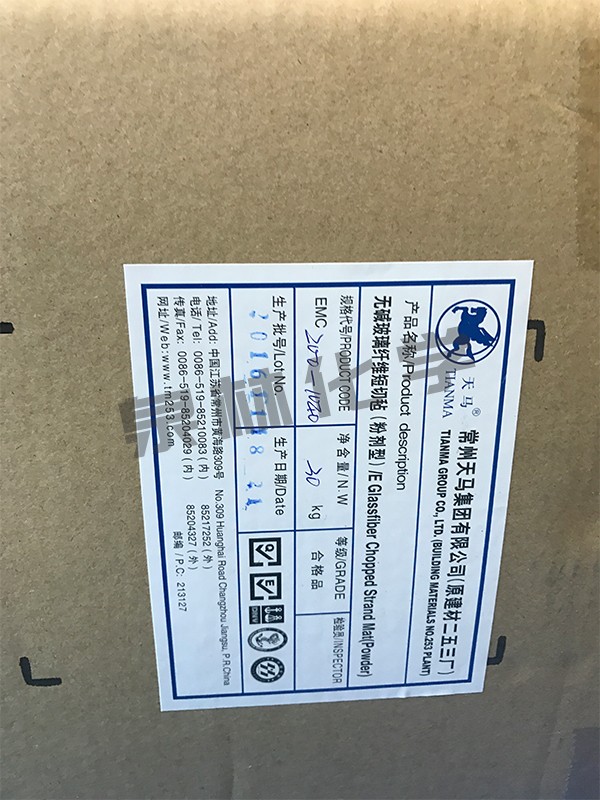 天马®
TIANMA
常州天马集团有限公司(原建材二五三厂)
TIANMA GROUP CO., LTD. (BUILDING MATERIALS NO.253 PLANT)
产品名称/Product description
无碱玻璃纤维短切毡(粉剂型)/E Glassfiber Chopped Strand Mat(Powder)
规格代号/PRODUCT CODE 净含量/N.W 等级/GRADE 检验员/INSPECTOR
EMC 300-1040 30 kg 合格品
生产批号/Lot No. 生产日期/Date
地址/Add: 中国江苏省常州市黄海路309号 No.309 Huanghai Road Changzhou Jiangsu, P.R.China
电话/ Tel: 0086-519-85210083(内) 85217252(外)
传真/Fax: 0086-519-85204029(内) 85204327(外)
网址/Web:www.tm253.com 邮编/P.C: 213127